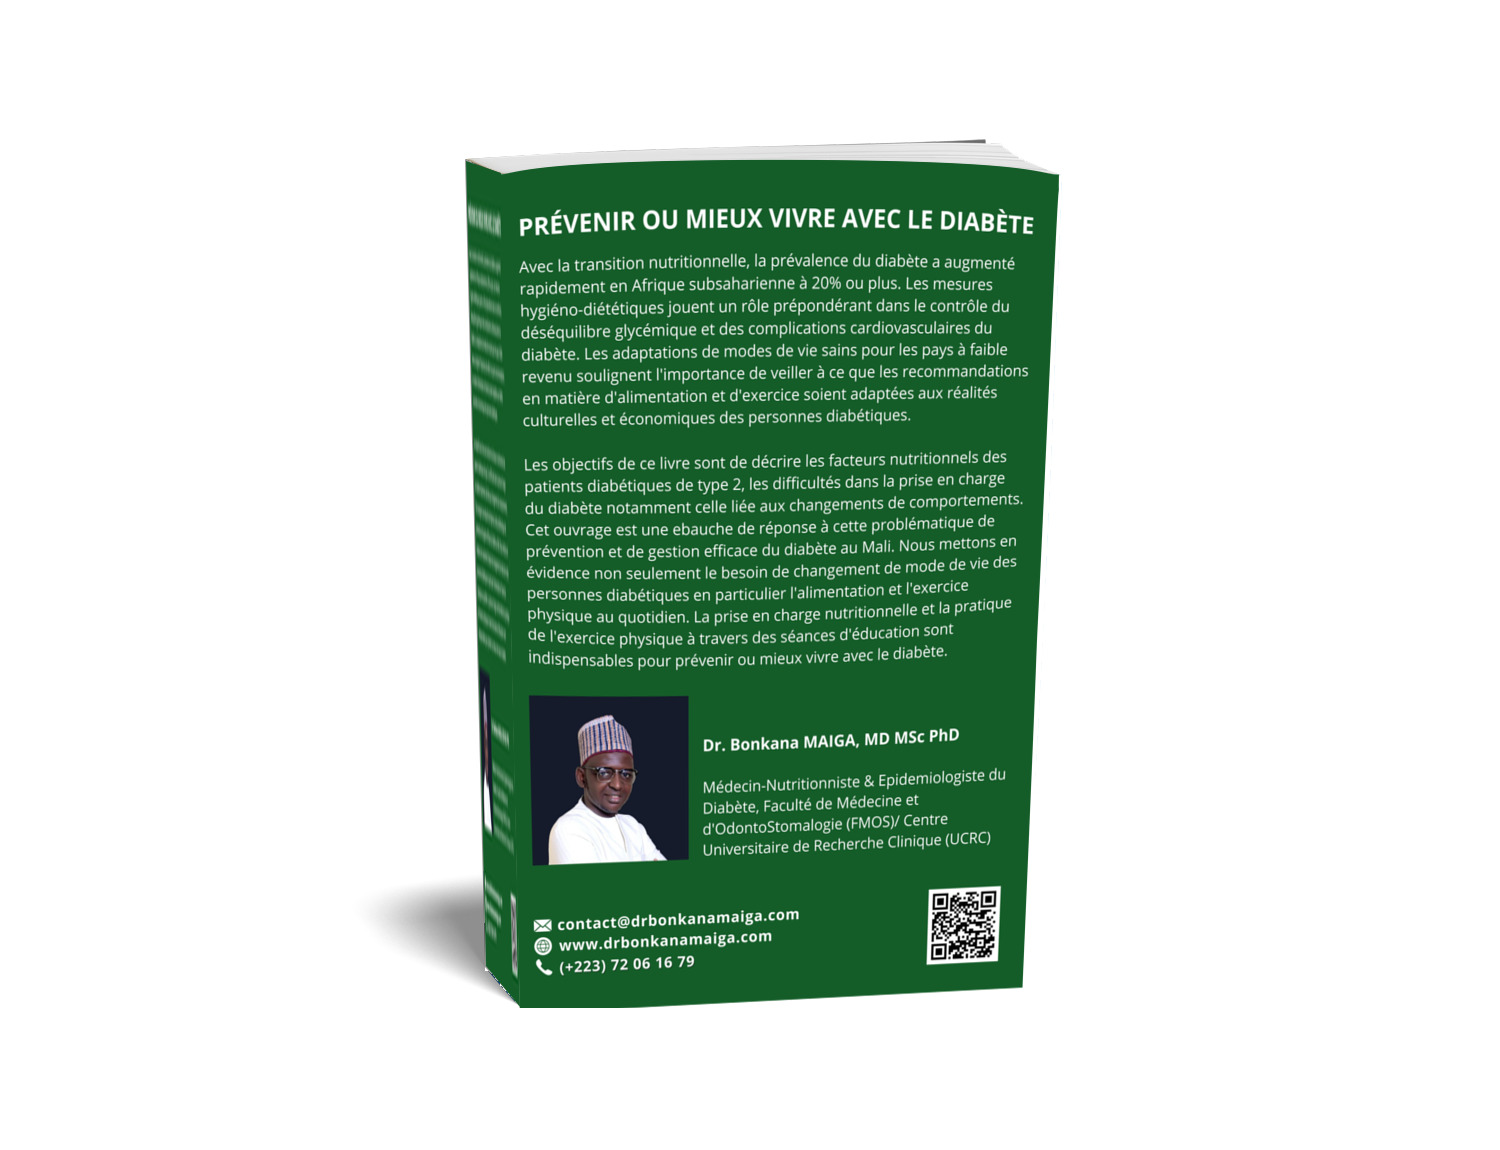 PRÉVENIR OU MIEUX VIVRE AVEC LE DIABÈTE
Avec la transition nutritionnelle, la prévalence du diabète a augmenté
rapidement en Afrique subsaharienne à 20% ou plus. Les mesures
hygiéno-diététiques jouent un rôle prépondérant dans le contrôle du
déséquilibre glycémique et des complications cardiovasculaires du
diabète. Les adaptations de modes de vie sains pour les pays à faible
revenu soulignent l'importance de veiller à ce que les recommandations
en matière d'alimentation et d'exercice soient adaptées aux réalités
culturelles et économiques des personnes diabétiques.
Les objectifs de ce livre sont de décrire les facteurs nutritionnels des
patients diabétiques de type 2, les difficultés dans la prise en charge
du diabète notamment celle liée aux changements de comportements.
Cet ouvrage est une ebauche de réponse à cette problématique de
prévention et de gestion efficace du diabète au Mali. Nous mettons en
évidence non seulement le besoin de changement de mode de vie des
personnes diabétiques en particulier l'alimentation et l'exercice
physique au quotidien. La prise en charge nutritionnelle et la pratique
de l'exercice physique à travers des séances d'éducation sont
indispensables pour prévenir ou mieux vivre avec le diabète.
Dr. Bonkana MAIGA, MD MSc PhD
Médecin-Nutritionniste & Epidemiologiste du
Diabète, Faculté de Médecine et
d'OdontoStomalogie (FMOS)/ Centre
Universitaire de Recherche Clinique (UCRC)
contact@drbonkanamaiga.com
www.drbonkanamaiga.com
(+223) 72 06 16 79